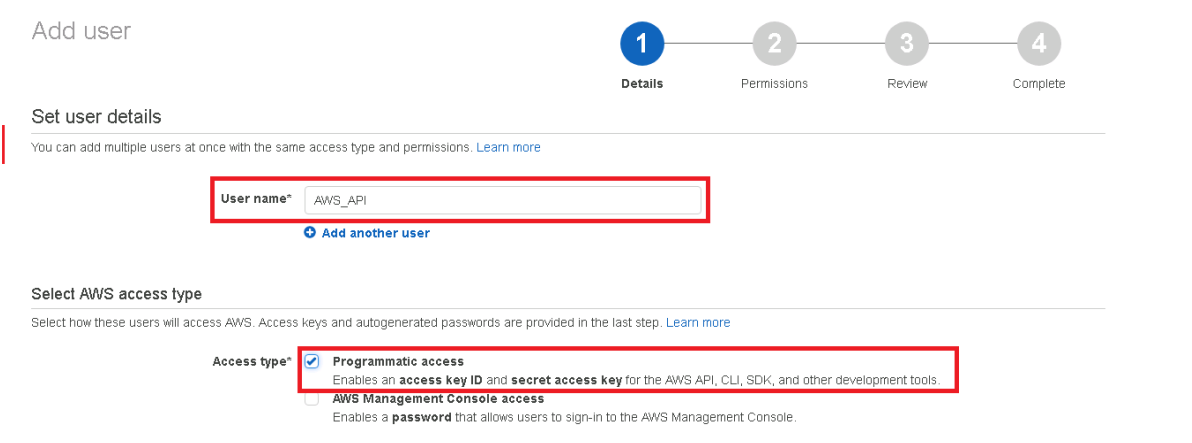 Add user
1
2
3
4
Details
Permissions
Review
Complete
Set user details
You can add multiple users at once with the same access type and permissions. Learn more
User name* AWS_API
Add another user
Select AWS access type
Select how these users will access AWS. Access keys and autogenerated passwords are provided in the last step. Learn more
Access type* Programmatic access
Enables an access key ID and secret access key for the AWS API, CLI, SDK, and other development tools.
AWS Management Console access
Enables a password that allows users to sign-in to the AWS Management Console.